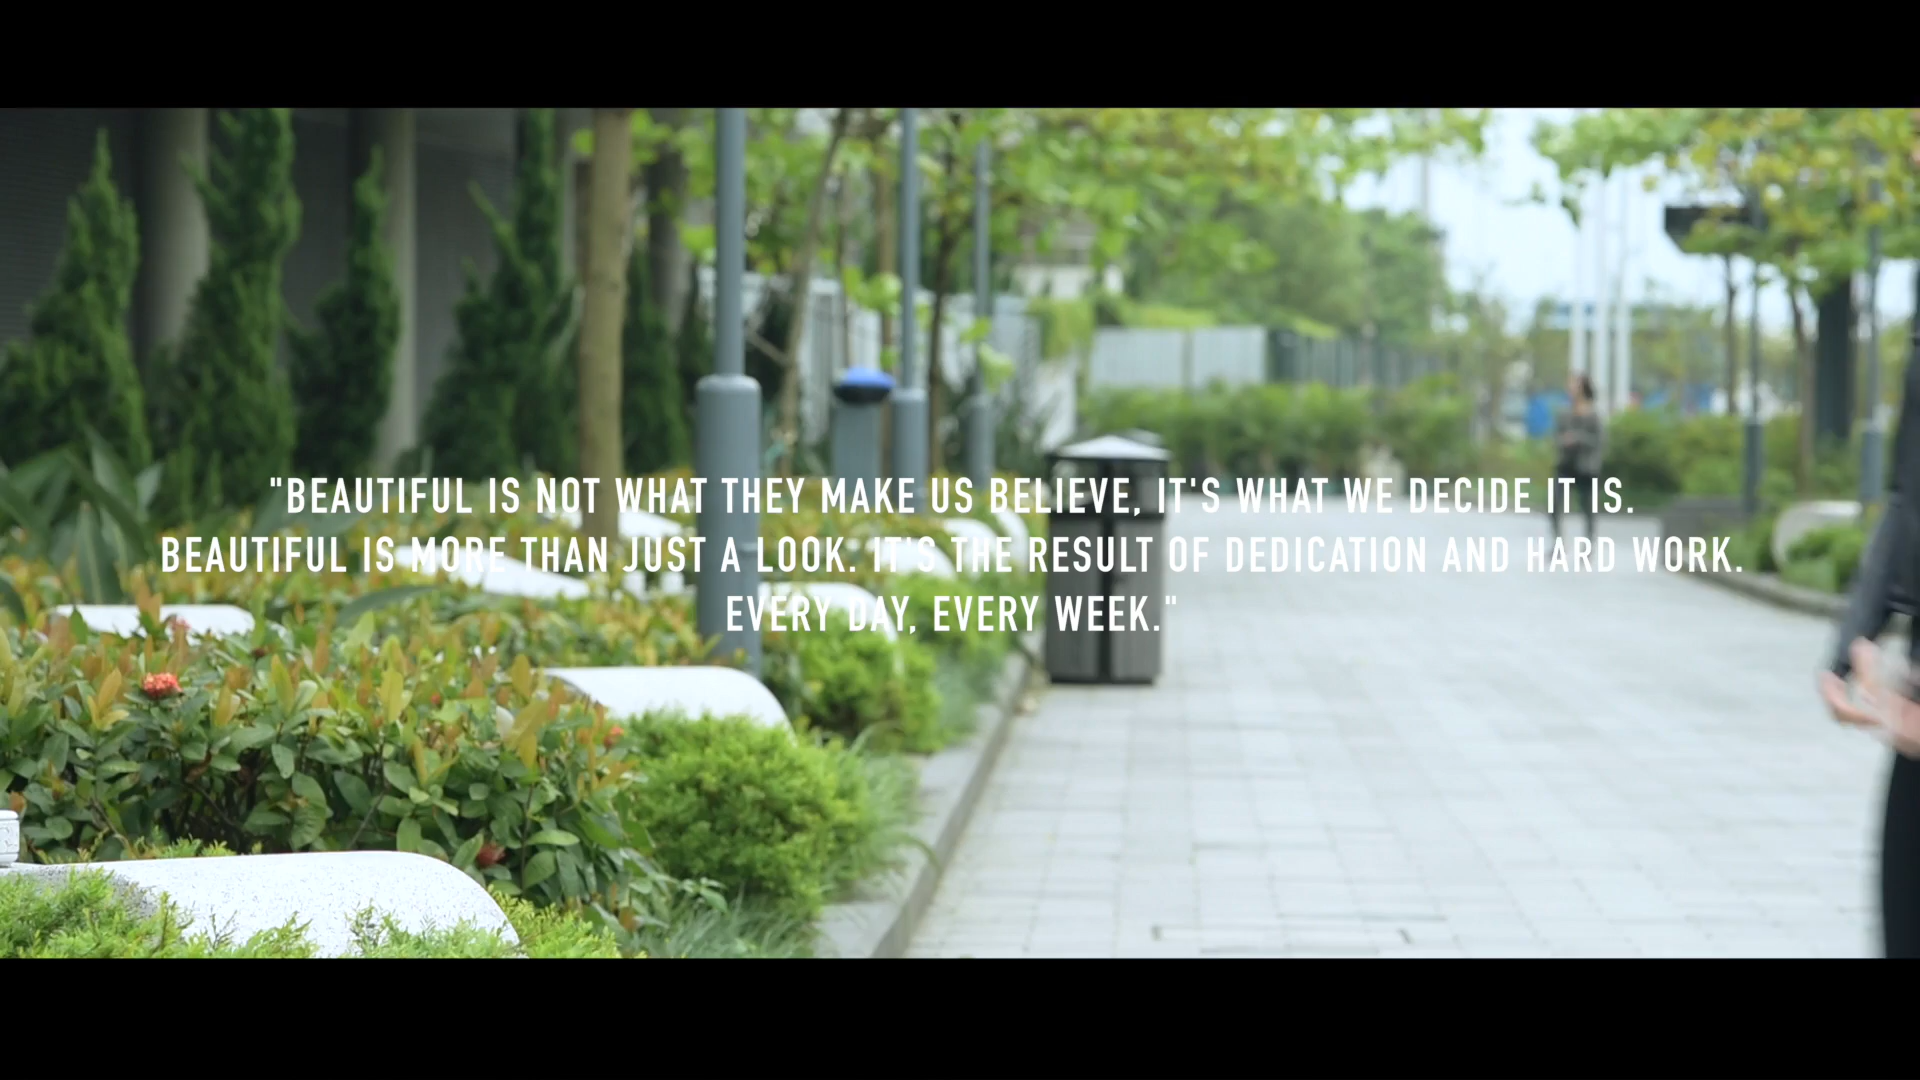 "BEAUTIFUL IS NOT WHAT THEY MAKE US BELIEVE, IT'S WHAT WE DECIDE IT IS.
BEAUTIFUL IS MORE THAN JUST A LOOK. IT'S THE RESULT OF DEDICATION AND HARD WORK.
EVERY DAY, EVERY WEEK."